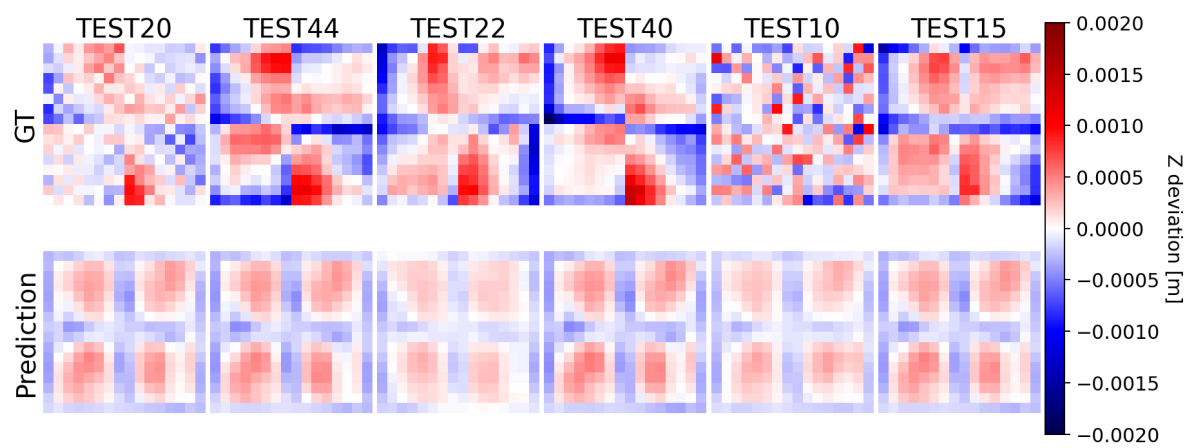 TEST20 TEST44 TEST22 TEST40 TEST10 TEST15
GT
Prediction
0.0020
0.0015
0.0010
0.0005
0.0000
−0.0005
−0.0010
−0.0015
−0.0020
Z deviation [m]